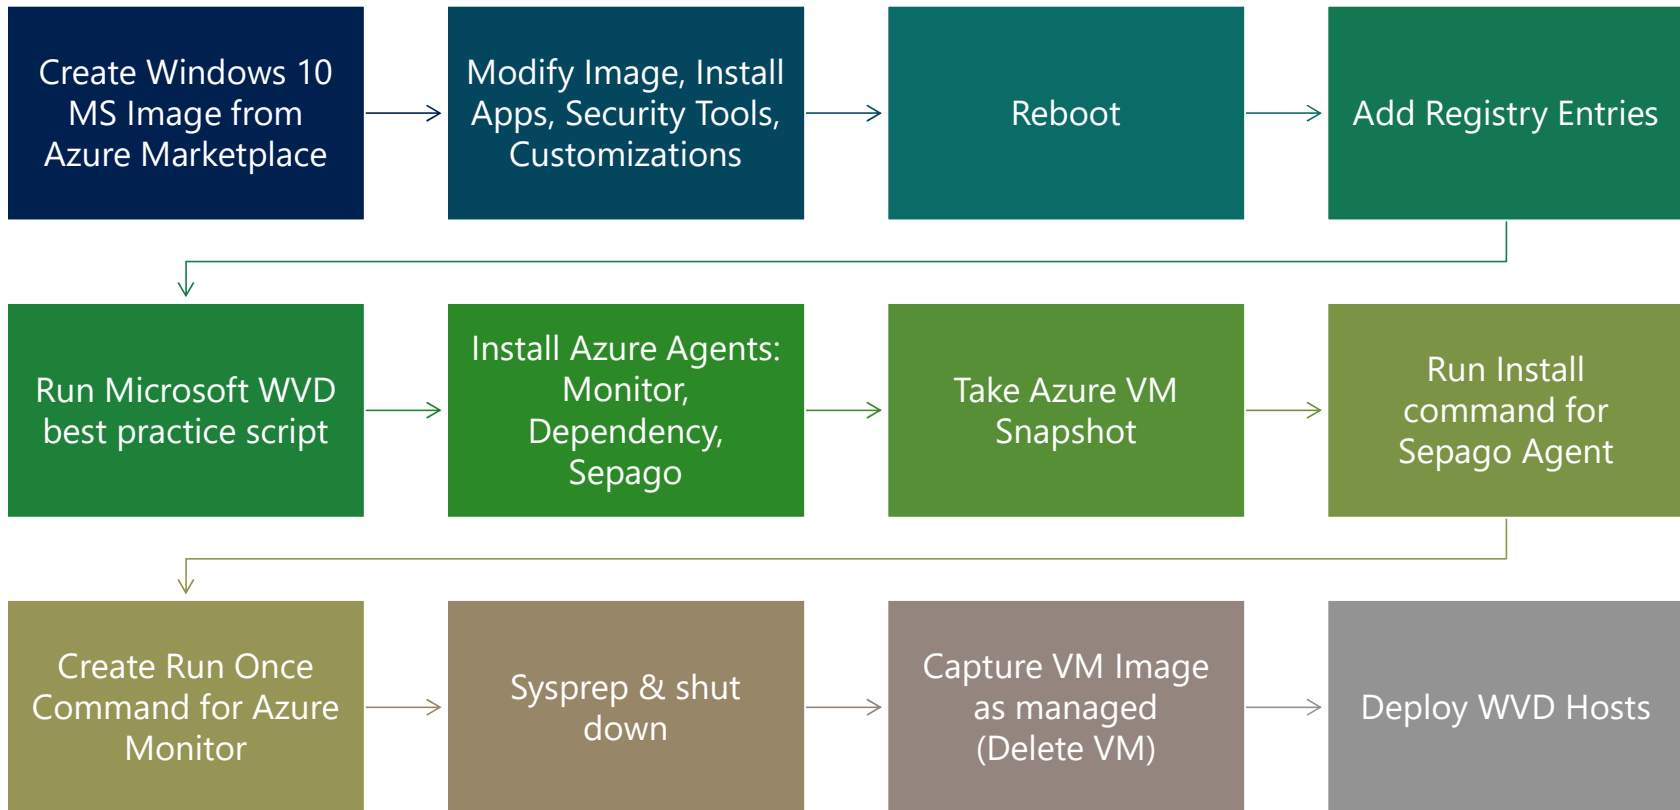 Create Windows 10
MS Image from
Azure Marketplace
Modify Image, Install
Apps, Security Tools,
Customizations
Reboot
Add Registry Entries
Run Microsoft WVD
best practice script
Install Azure Agents:
Monitor,
Dependency,
Sepago
Take Azure VM
Snapshot
Run Install
command for
Sepago Agent
Create Run Once
Command for Azure
Monitor
Sysprep & shut
down
Capture VM Image
as managed
(Delete VM)
Deploy WVD Hosts